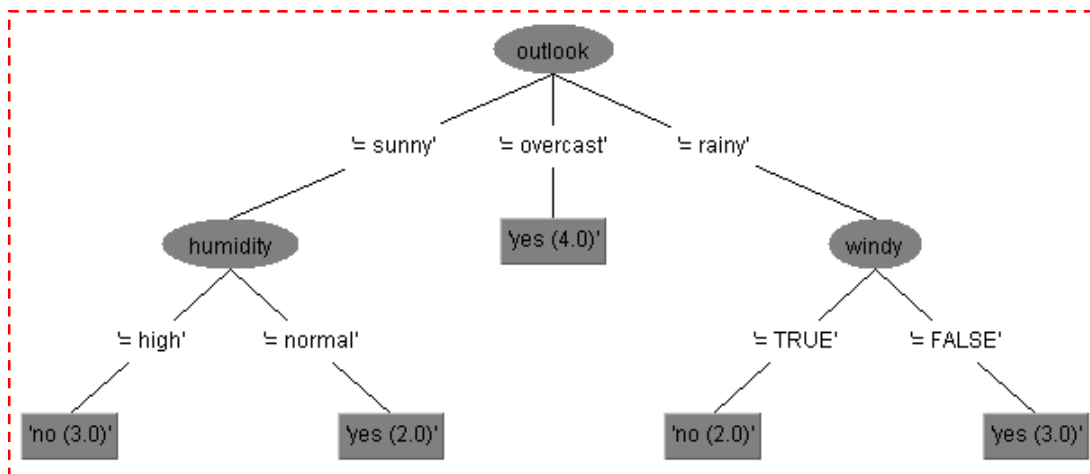 outlook
'= sunny' '= overcast' '= rainy'
humidity 'yes (4.0)' windy
'= high' '= normal' '= TRUE' '= FALSE'
'no (3.0)' 'yes (2.0)' 'no (2.0)' 'yes (3.0)'